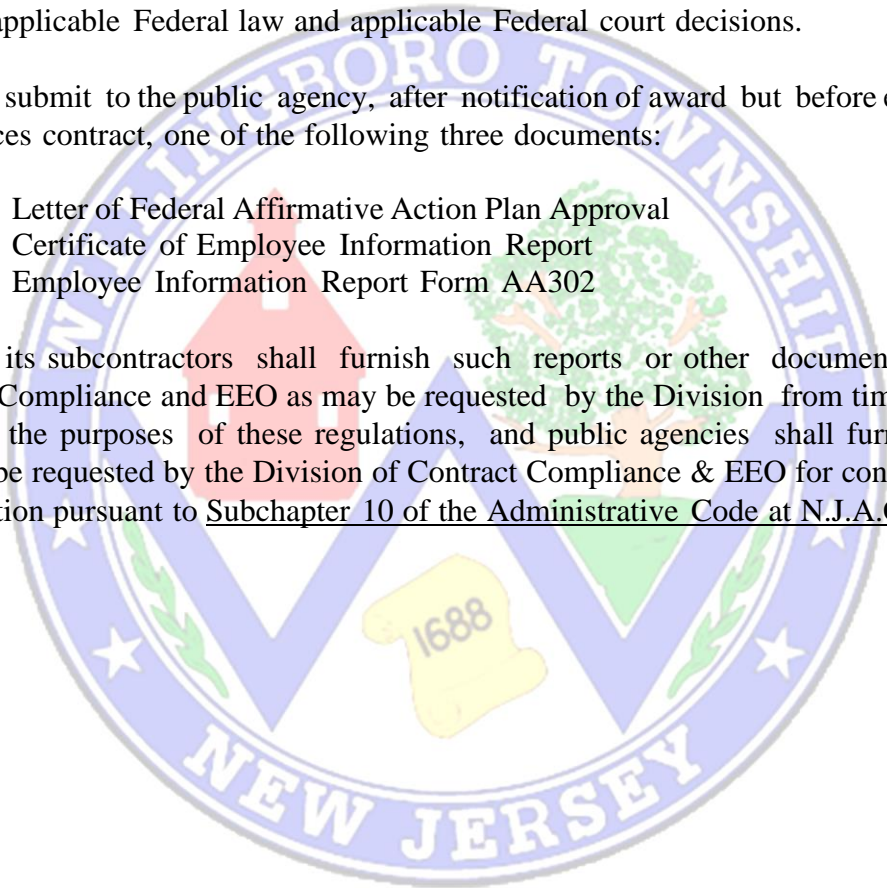 applicable Federal law and applicable Federal court decisions.
submit to the public agency, after notification of award but before
ces contract, one of the following three documents:
Letter of Federal Affirmative Action Plan Approval
Certificate of Employee Information Report
Employee Information Report Form AA302
its subcontractors shall furnish such reports or other documen
Compliance and EEO as may be requested by the Division from tim
the purposes of these regulations, and public agencies shall furn
be requested by the Division of Contract Compliance & EEO for con
tion pursuant to Subchapter 10 of the Administrative Code at N.J.A.
WILLINGBORO TOWNSHIP
1688
NEW JERSEY